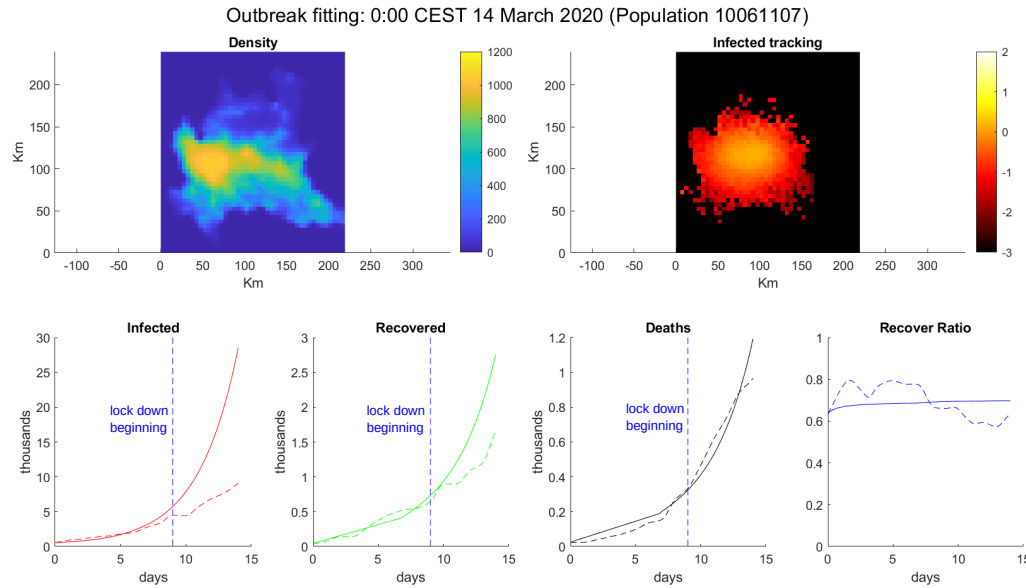 Outbreak fitting: 0:00 CEST 14 March 2020 (Population 10061107)
Density
Km
200
150
100
50
0
-100 -50 0 50 100 150 200 250 300
Km
1200
1000
800
600
400
200
0
Infected tracking
Km
200
150
100
50
0
-100 -50 0 50 100 150 200 250 300
Km
2
1
0
-1
-2
-3
Infected
thousands
30
25
20
15
10
5
0
lock down
beginning
0 5 10 15
days
Recovered
3
2.5
2
1.5
1
0.5
0
lock down
beginning
0 5 10 15
days
Deaths
thousands
1.2
1
0.8
0.6
0.4
0.2
0
lock down
beginning
0 5 10 15
days
thousands
Recover Ratio
1
0.8
0.6
0.4
0.2
0
0 5 10 15
days